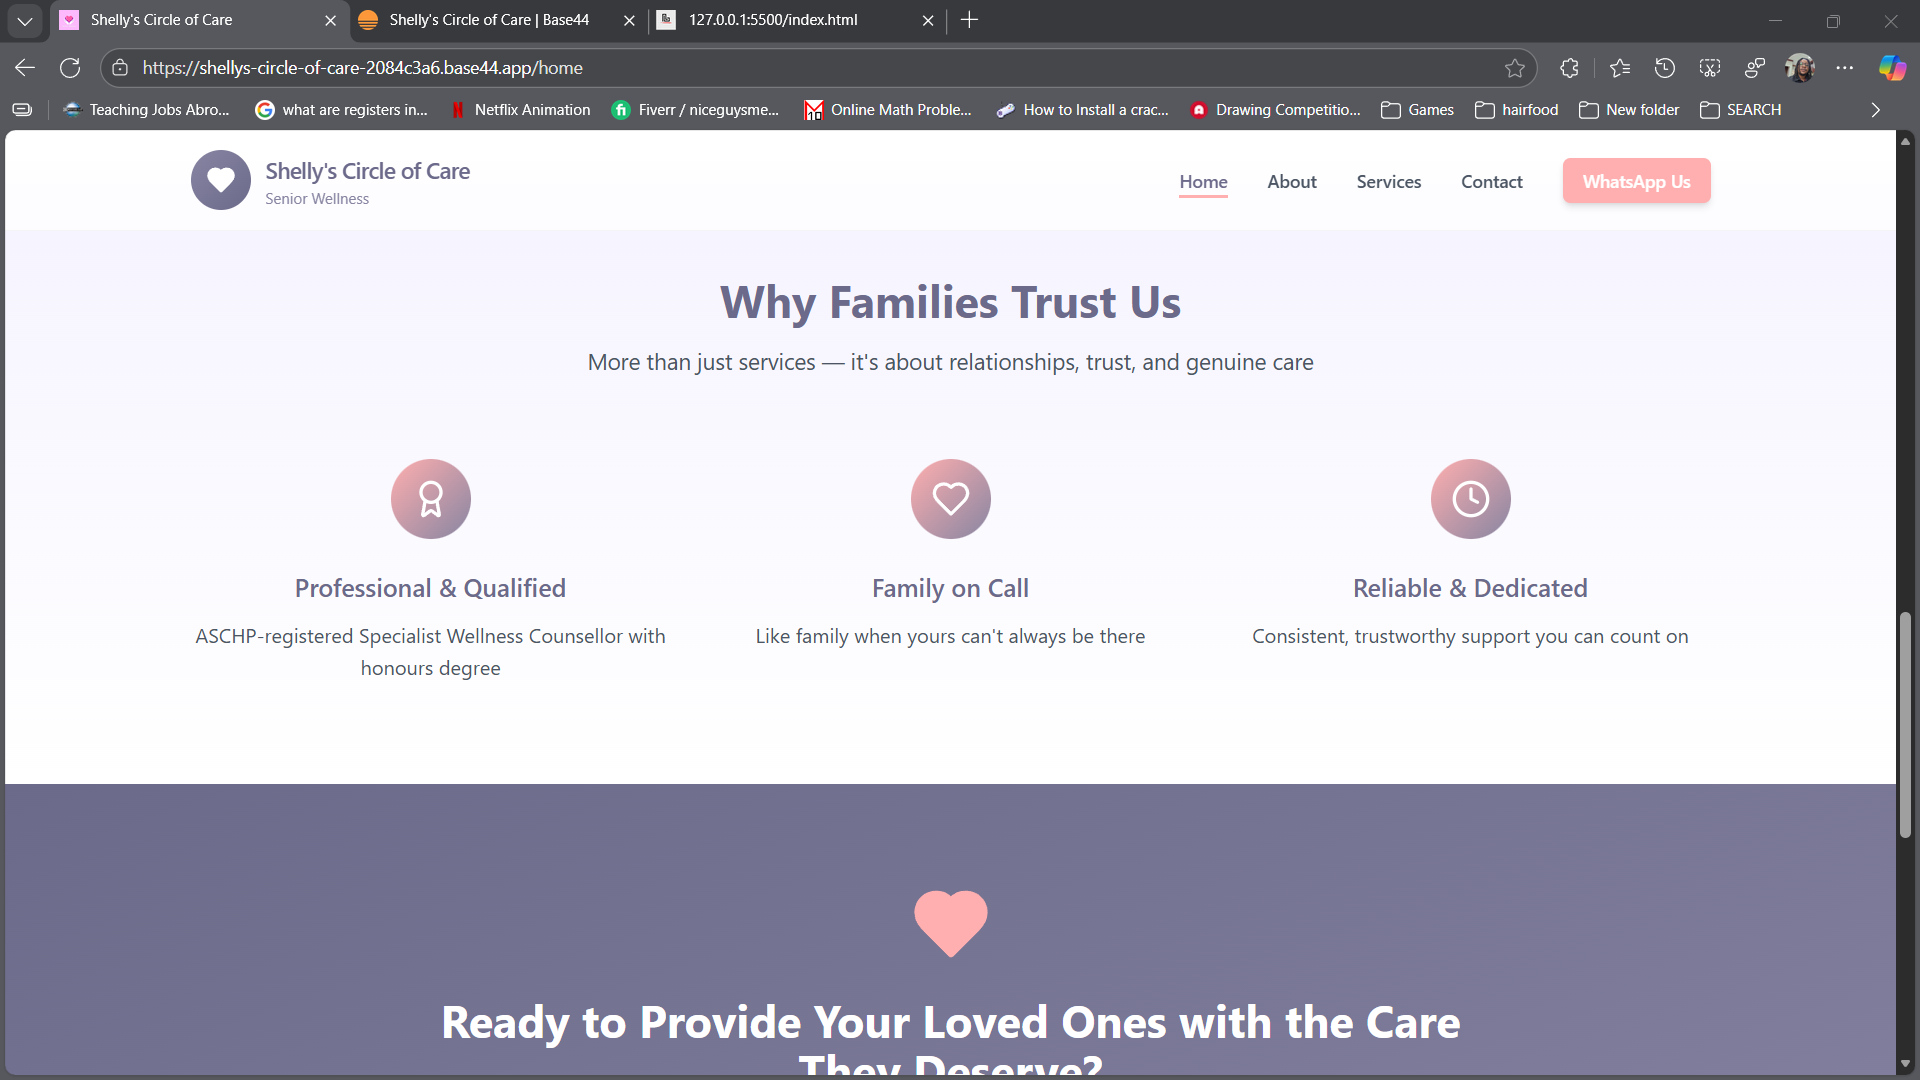 Shelly's Circle of Care
Shelly's Circle of Care | Base44
127.0.0.1:5500/index.html
https://shellys-circle-of-care-2084c3a6.base44.app/home
Teaching Jobs Abro...
what are registers in...
Netflix Animation
Fiverr / niceguysme...
Online Math Proble...
How to Install a crac...
Drawing Competitio...
Games
hairfood
New folder
SEARCH
Shelly's Circle of Care
Senior Wellness
Home
About
Services
Contact
WhatsApp Us
Why Families Trust Us
More than just services — it's about relationships, trust, and genuine care
Professional & Qualified
ASCHP-registered Specialist Wellness Counsellor with
honours degree
Family on Call
Like family when yours can't always be there
Reliable & Dedicated
Consistent, trustworthy support you can count on
Ready to Provide Your Loved Ones with the Care
They Deserve?